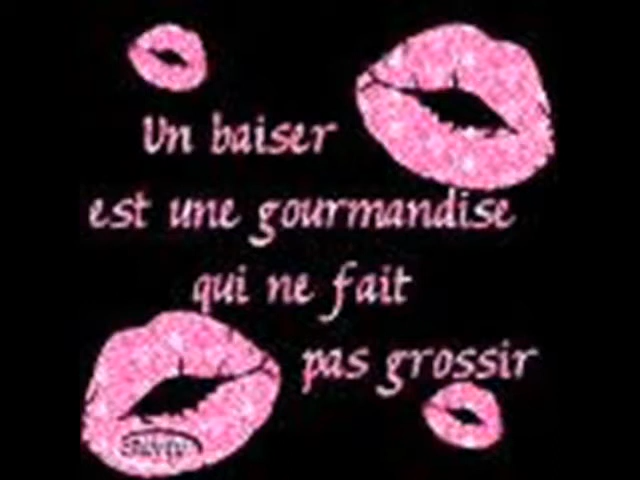 Un baiser
est une gourmandise
qui ne fait
pas grossir